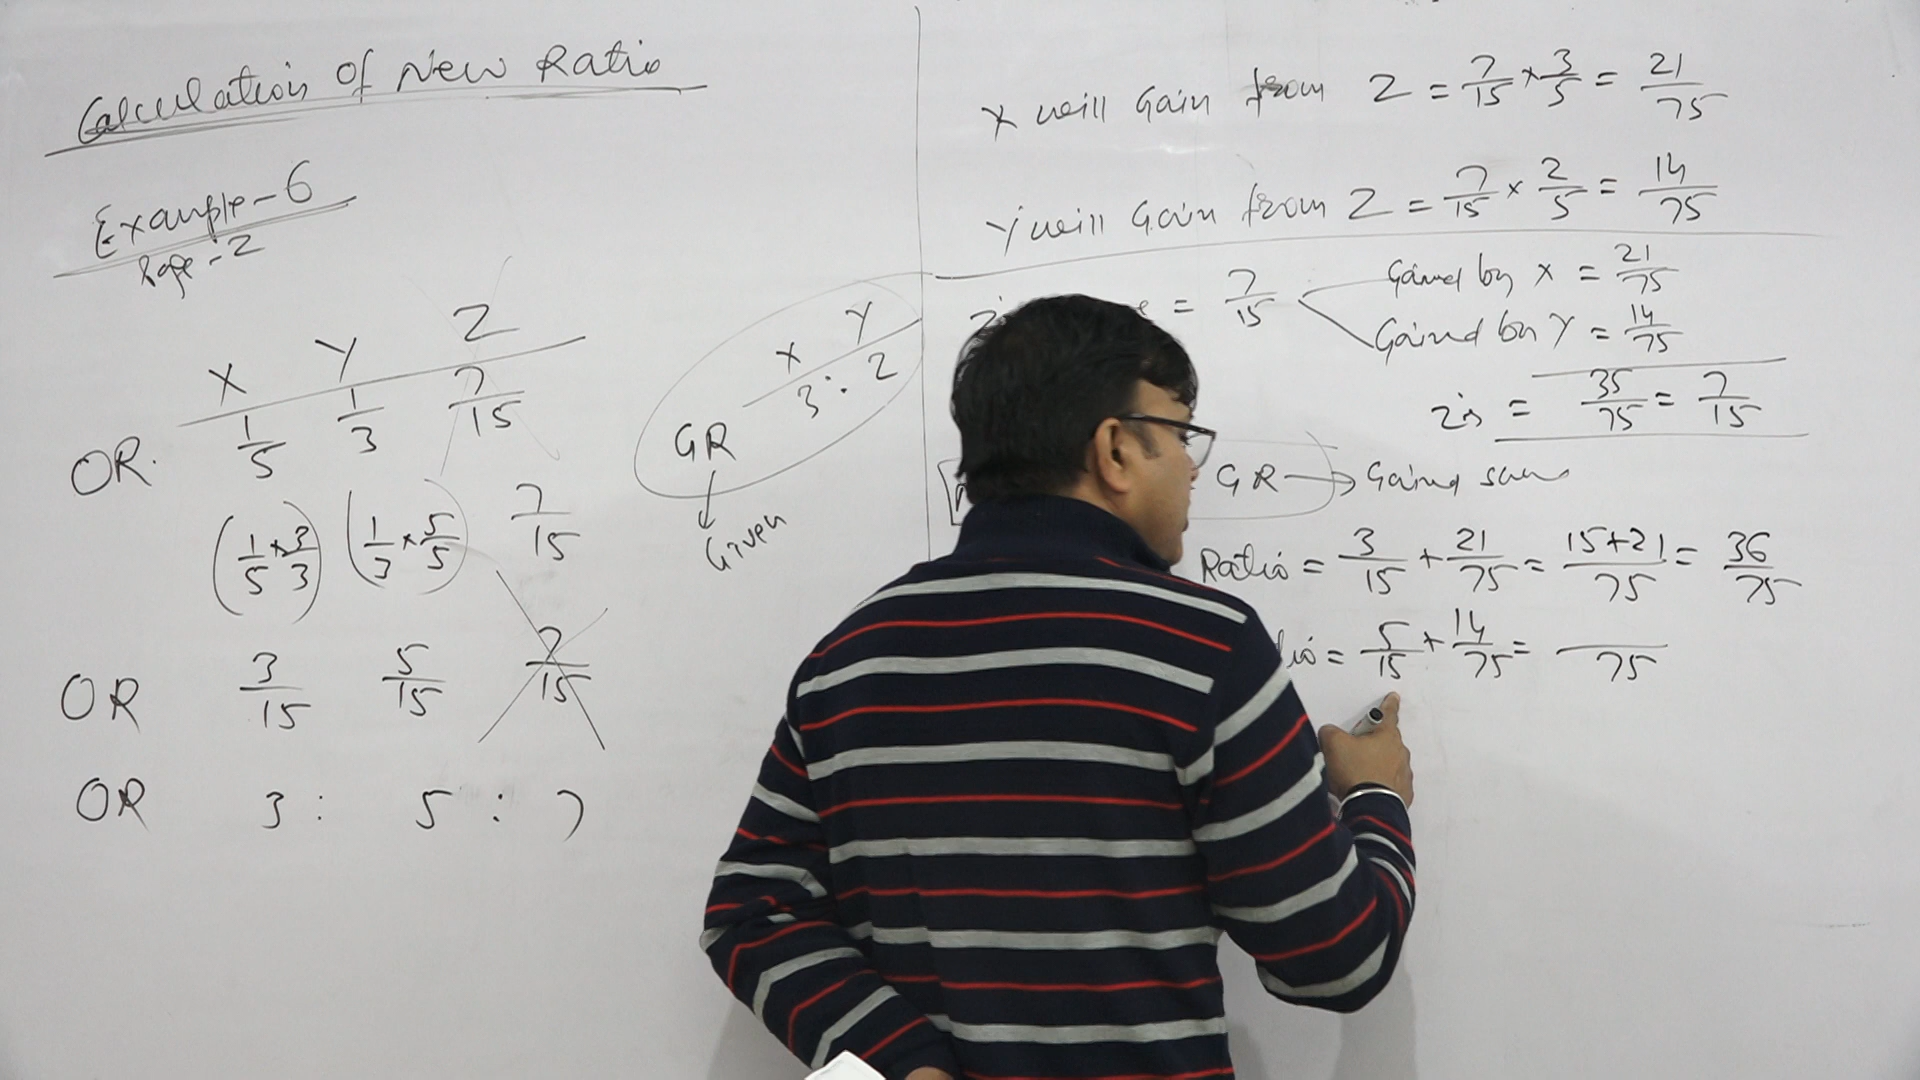 Calculation of New Ratio
Example-6
Page-2
X Y Z
OR. 1/5 1/3 7/15
(1/5 × 3/3) (1/3 × 5/5) 7/15
OR 3/15 5/15 7/15
OR 3 : 5 : 7
X Y
GR 3 : 2
Given
X will Gain from Z = 7/15 × 3/5 = 21/75
Y will Gain from Z = 7/15 × 2/5 = 14/75
= 7/15
Gained by X = 21/75
Gained by Y = 14/75
Z's = 35/75 = 7/15
GR → Gained
Ratio = 3/15 + 21/75 = 15+21/75 = 36/75
= 5/15 + 14/75 = /75